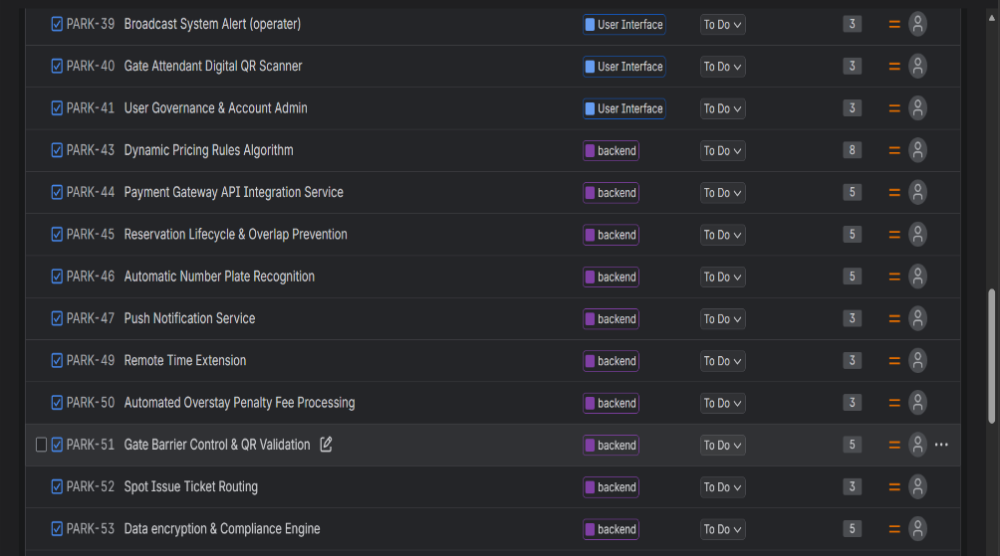 PARK-39 Broadcast System Alert (operater) User Interface To Do 3
PARK-40 Gate Attendant Digital QR Scanner User Interface To Do 3
PARK-41 User Governance & Account Admin User Interface To Do 3
PARK-43 Dynamic Pricing Rules Algorithm backend To Do 8
PARK-44 Payment Gateway API Integration Service backend To Do 5
PARK-45 Reservation Lifecycle & Overlap Prevention backend To Do 5
PARK-46 Automatic Number Plate Recognition backend To Do 5
PARK-47 Push Notification Service backend To Do 3
PARK-49 Remote Time Extension backend To Do 3
PARK-50 Automated Overstay Penalty Fee Processing backend To Do 3
PARK-51 Gate Barrier Control & QR Validation backend To Do 5
PARK-52 Spot Issue Ticket Routing backend To Do 3
PARK-53 Data encryption & Compliance Engine backend To Do 5